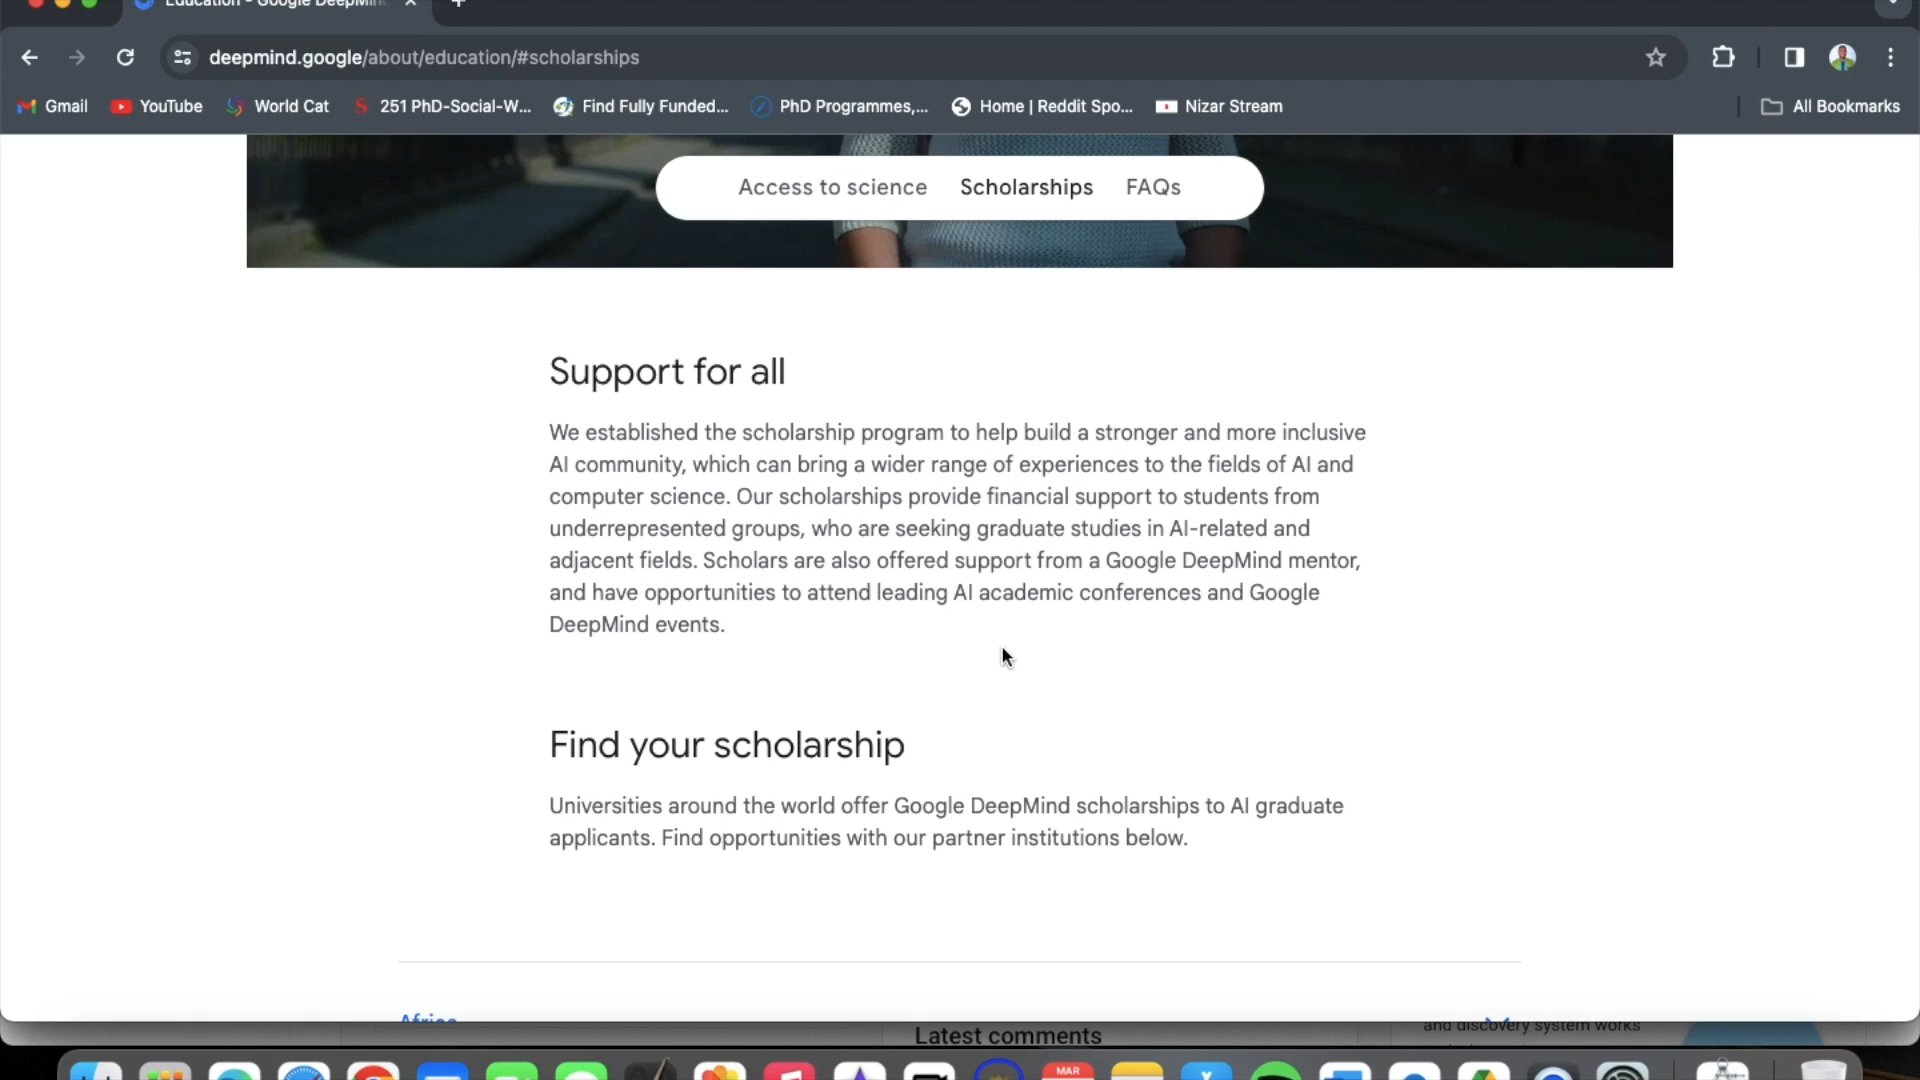 Education - Google DeepMin
deepmind.google/about/education/#scholarships
Gmail YouTube World Cat 251 PhD-Social-W... Find Fully Funded... PhD Programmes,... Home | Reddit Spo... Nizar Stream All Bookmarks
Access to science Scholarships FAQs
Support for all
We established the scholarship program to help build a stronger and more inclusive
AI community, which can bring a wider range of experiences to the fields of AI and
computer science. Our scholarships provide financial support to students from
underrepresented groups, who are seeking graduate studies in AI-related and
adjacent fields. Scholars are also offered support from a Google DeepMind mentor,
and have opportunities to attend leading AI academic conferences and Google
DeepMind events.
Find your scholarship
Universities around the world offer Google DeepMind scholarships to AI graduate
applicants. Find opportunities with our partner institutions below.
Africa
Latest comments
and discovery system works
MAR